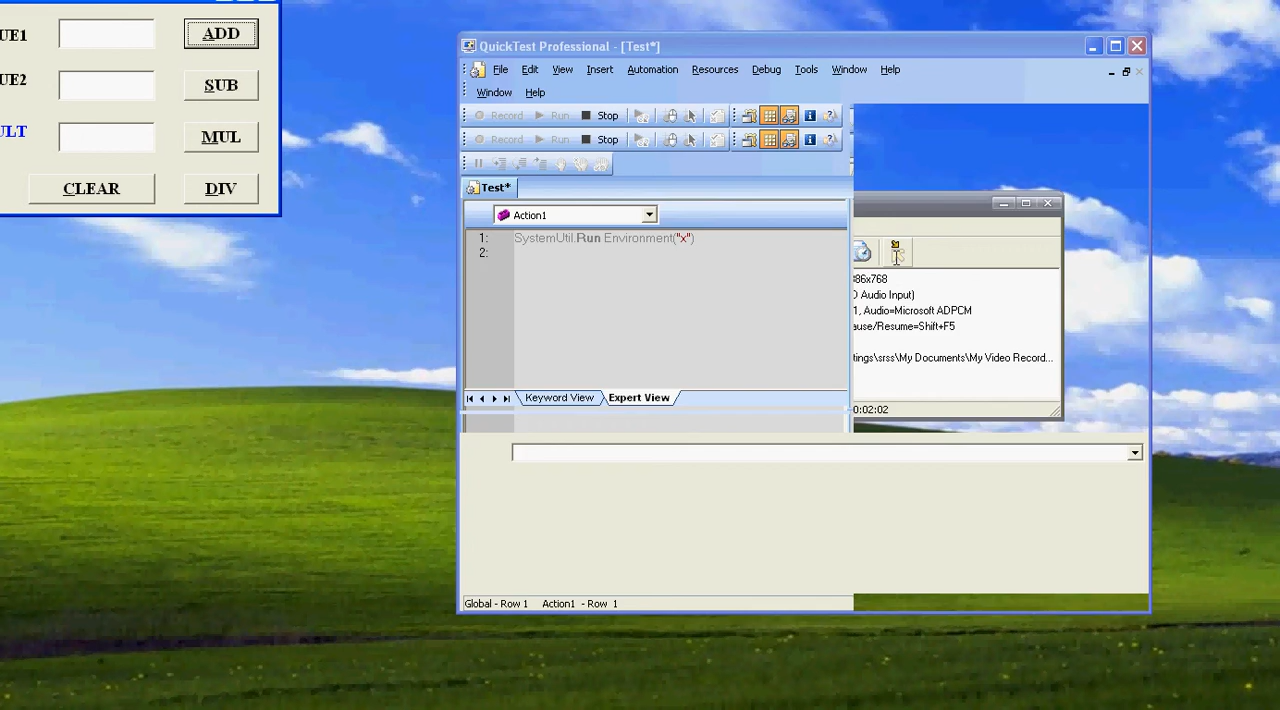 UE1
ADD
UE2
SUB
ULT
MUL
CLEAR
DIV
QuickTest Professional - [Test*]
File Edit View Insert Automation Resources Debug Tools Window Help
Window Help
Record Run Stop
Record Run Stop
Test*
Action1
1: SystemUtil.Run Environment("x")
2:
Keyword View Expert View
Global - Row 1 Action1 - Row 1
86x768
D Audio Input)
1, Audio=Microsoft ADPCM
ause/Resume=Shift+F5
tings\srss\My Documents\My Video Record...
0:02:02